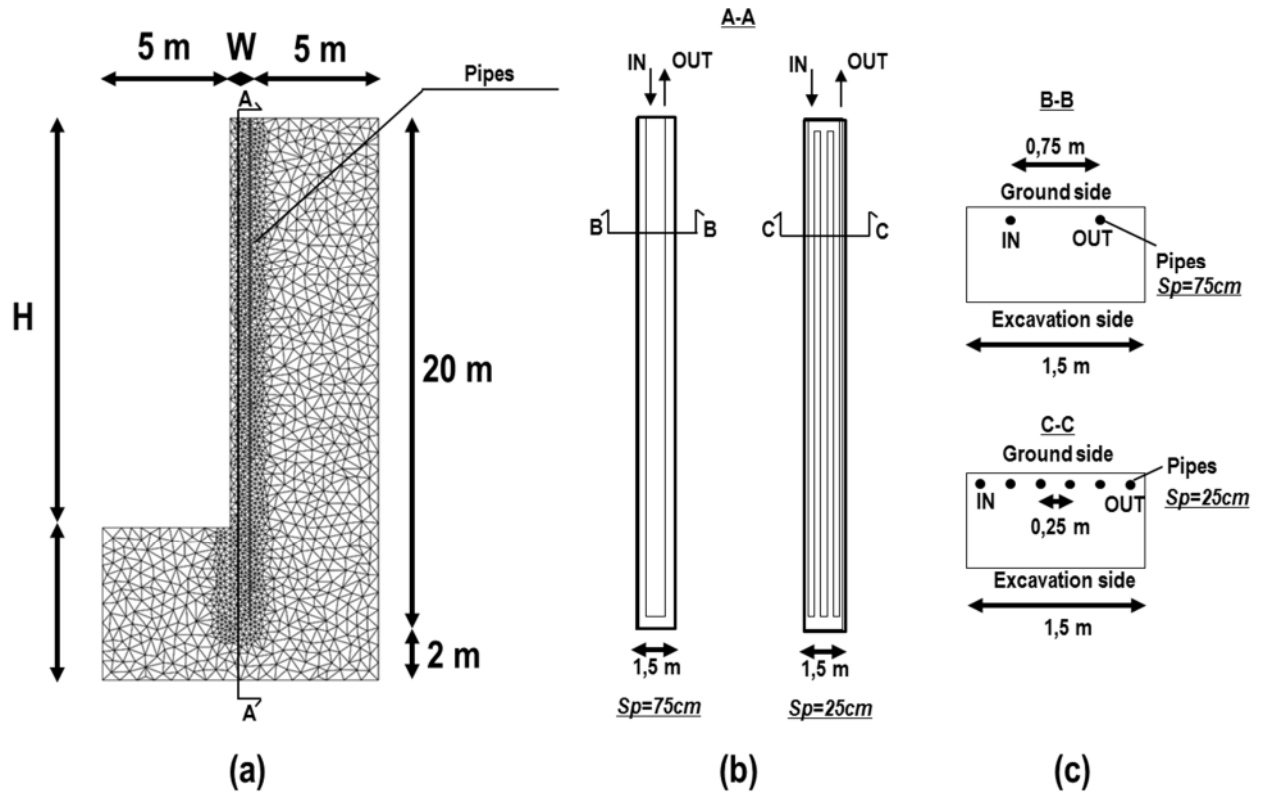 5 m
W
5 m
Pipes
A
H
20 m
2 m
A
(a)
A-A
IN
OUT
IN
OUT
B
B
C
C
1,5 m
1,5 m
Sp=75cm
Sp=25cm
(b)
B-B
0,75 m
Ground side
IN
OUT
Pipes
Sp=75cm
Excavation side
1,5 m
C-C
Ground side
Pipes
Sp=25cm
IN
OUT
0,25 m
Excavation side
1,5 m
(c)